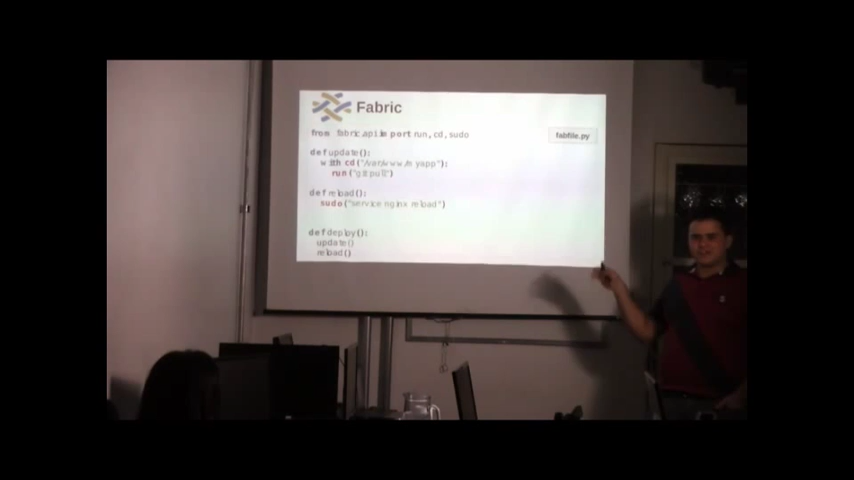 Fabric
from fabric.api import run, cd, sudo
fabfile.py
def update():
with cd("/var/www/myapp"):
run("git pull")
def reload():
sudo("service nginx reload")
def deploy():
update()
reload()